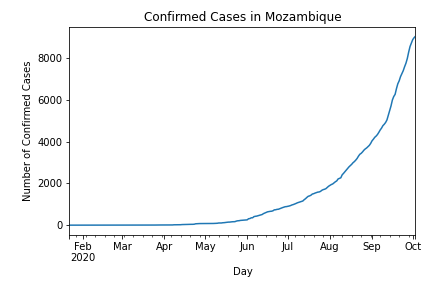 Confirmed Cases in Mozambique
Number of Confirmed Cases
8000
6000
4000
2000
0
Feb Mar Apr May Jun Jul Aug Sep Oct
2020
Day